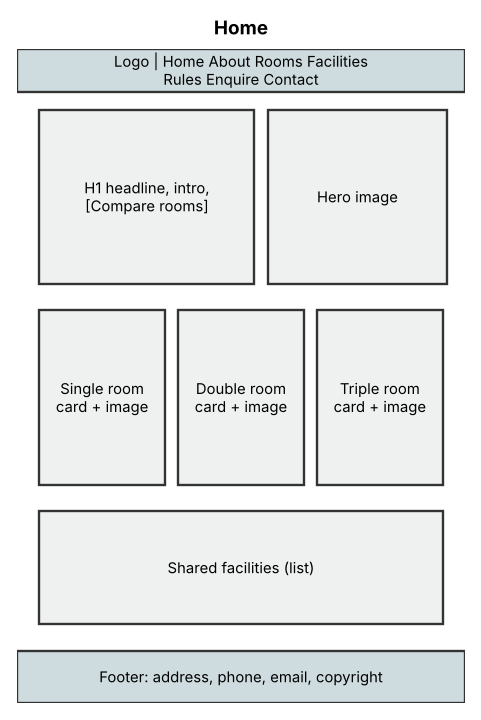 Home
Logo | Home About Rooms Facilities
Rules Enquire Contact
H1 headline, intro,
[Compare rooms]
Hero image
Single room
card + image
Double room
card + image
Triple room
card + image
Shared facilities (list)
Footer: address, phone, email, copyright